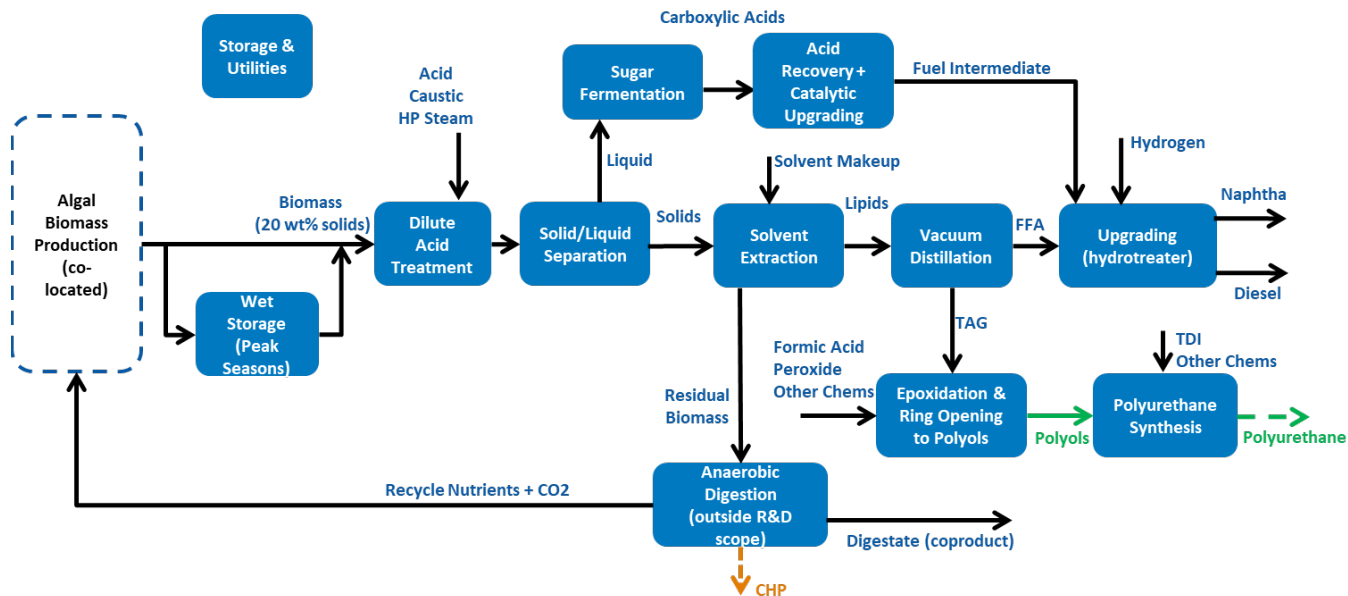 Carboxylic Acids
Storage &
Utilities
Acid
Caustic
HP Steam
Sugar
Fermentation
Acid
Recovery +
Catalytic
Upgrading
Fuel Intermediate
Hydrogen
Liquid
Solvent Makeup
Algal
Biomass
Production
(co-
located)
Biomass
(20 wt% solids)
Dilute
Acid
Treatment
Solid/Liquid
Separation
Solids
Solvent
Extraction
Lipids
Vacuum
Distillation
FFA
Upgrading
(hydrotreater)
Naphtha
Diesel
Wet
Storage
(Peak
Seasons)
TAG
TDI
Other Chems
Formic Acid
Peroxide
Other Chems
Epoxidation &
Ring Opening
to Polyols
Polyols
Polyurethane
Synthesis
Polyurethane
Residual
Biomass
Anaerobic
Digestion
(outside R&D
scope)
Recycle Nutrients + CO2
Digestate (coproduct)
CHP